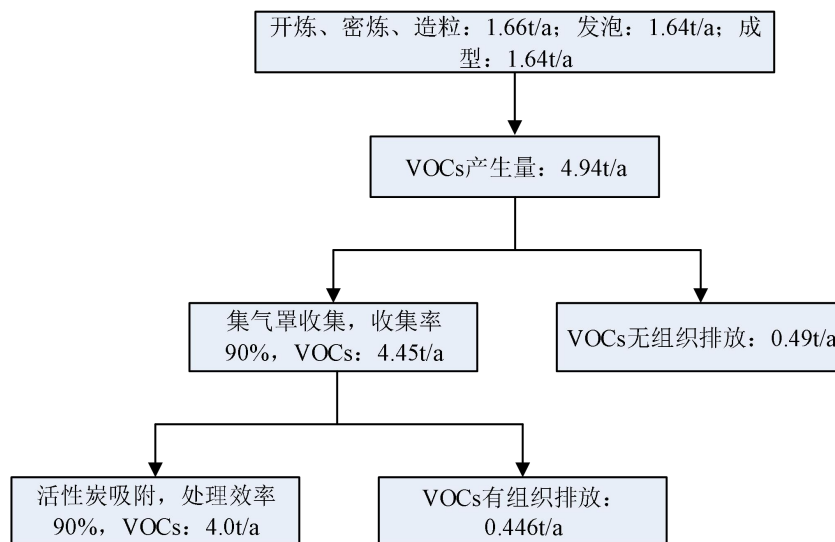 开炼、密炼、造粒：1.66t/a；发泡：1.64t/a；成
型：1.64t/a
VOCs产生量：4.94t/a
集气罩收集，收集率
90%，VOCs：4.45t/a
VOCs无组织排放：0.49t/a
活性炭吸附，处理效率
90%，VOCs：4.0t/a
VOCs有组织排放：
0.446t/a